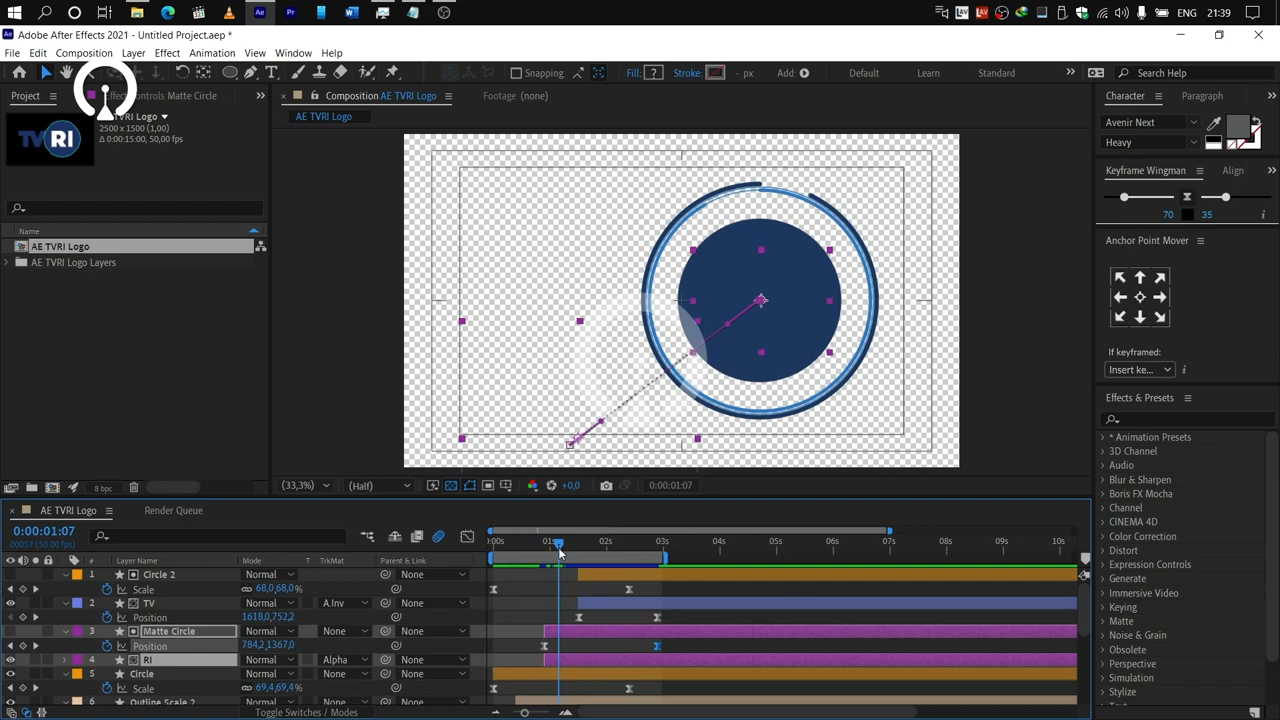 ENG
21:39
Adobe After Effects 2021 - Untitled Project.aep *
File Edit Composition Layer Effect Animation View Window Help
Snapping
Fill: ? Stroke: - px Add:
Default Learn Standard
Search Help
Project
Effect Controls Matte Circle
Composition AE TVRI Logo
Footage (none)
AE TVRI Logo
TVRI
TVRI Logo
2500 x 1500 (1,00)
Δ 0:00:15:00, 50,00 fps
Name
AE TVRI Logo
AE TVRI Logo Layers
8 bpc
(33,3%)
(Half)
+0,0
0:00:01:07
Character Paragraph
Avenir Next
Heavy
Keyframe Wingman Align
70 35
Anchor Point Mover
If keyframed:
Insert ke...
Effects & Presets
* Animation Presets
3D Channel
Audio
Blur & Sharpen
Boris FX Mocha
Channel
CINEMA 4D
Color Correction
Distort
Expression Controls
Generate
Immersive Video
Keying
Matte
Noise & Grain
Obsolete
Perspective
Simulation
Stylize
Text
AE TVRI Logo
Render Queue
0:00:01:07
00057 (50.00 fps)
:00s 01s 02s 03s 04s 05s 06s 07s 08s 09s 10s
# Layer Name Mode T TrkMat Parent & Link
1 Circle 2 Normal None
Scale 68,0,68,0%
2 TV Normal A.Inv None
Position 1618,0,752,2
3 Matte Circle Normal None None
Position 784,2,1367,0
4 RI Normal Alpha None
5 Circle Normal None None
Scale 69,4,69,4%
6 Outline Scale 2 Normal None None
Toggle Switches / Modes